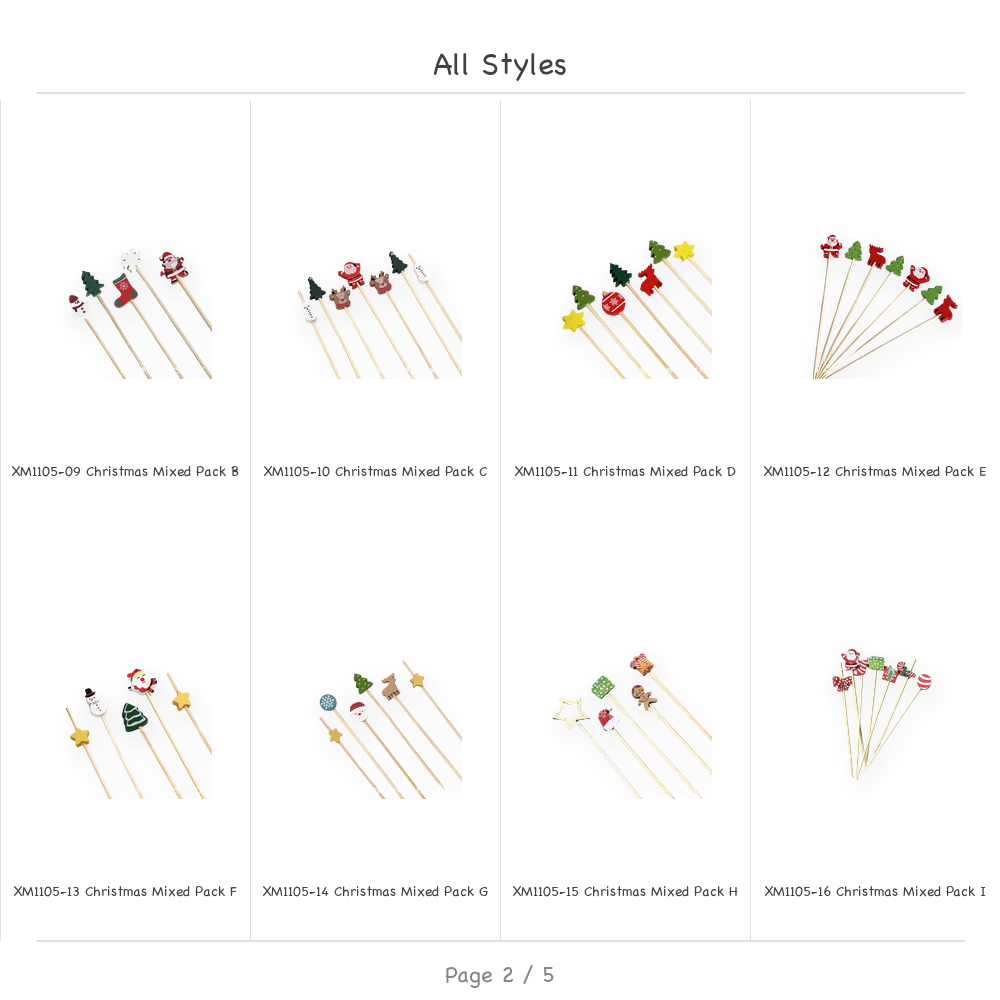 All Styles
XM1105-09 Christmas Mixed Pack B
XM1105-10 Christmas Mixed Pack C
XM1105-11 Christmas Mixed Pack D
XM1105-12 Christmas Mixed Pack E
XM1105-13 Christmas Mixed Pack F
XM1105-14 Christmas Mixed Pack G
XM1105-15 Christmas Mixed Pack H
XM1105-16 Christmas Mixed Pack I
Page 2 / 5